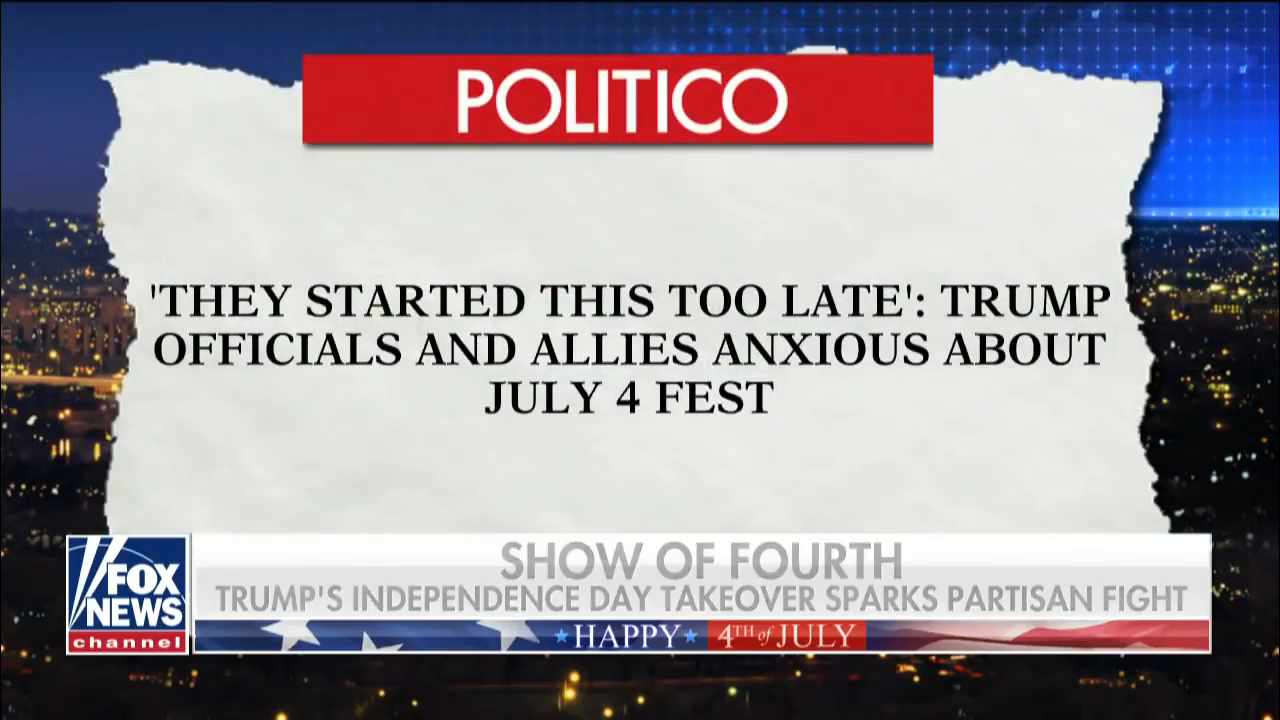 POLITICO
'THEY STARTED THIS TOO LATE': TRUMP
OFFICIALS AND ALLIES ANXIOUS ABOUT
JULY 4 FEST
SHOW OF FOURTH
TRUMP'S INDEPENDENCE DAY TAKEOVER SPARKS PARTISAN FIGHT
FOX
NEWS
channel
HAPPY 4TH of JULY